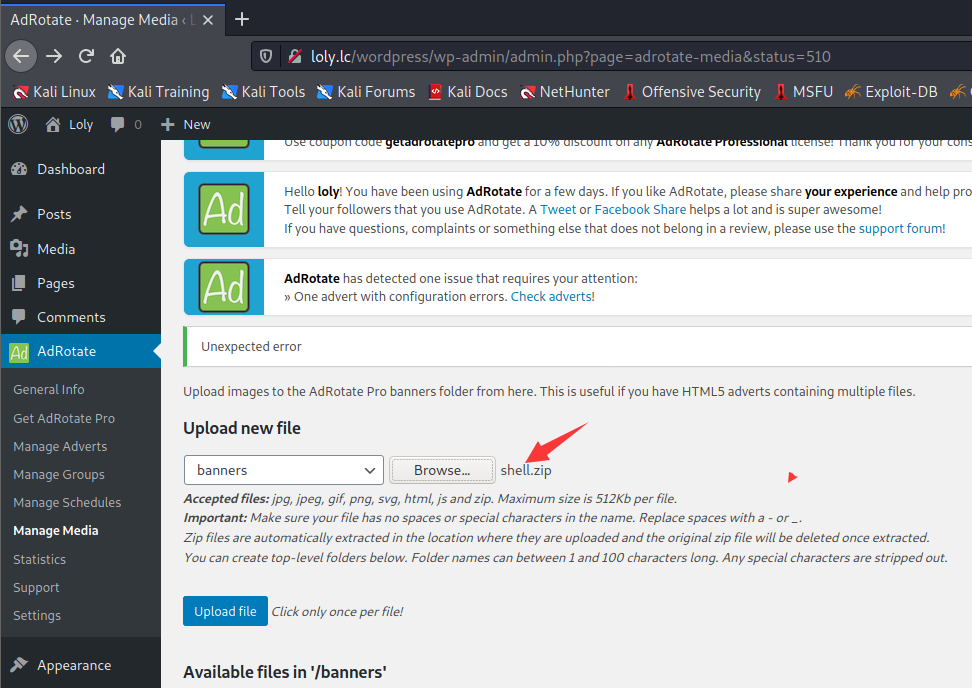 AdRotate · Manage Media ‹ L
loly.lc/wordpress/wp-admin/admin.php?page=adrotate-media&status=510
Kali Linux Kali Training Kali Tools Kali Forums Kali Docs NetHunter Offensive Security MSFU Exploit-DB
Loly 0 New
Dashboard
Posts
Media
Pages
Comments
AdRotate
General Info
Get AdRotate Pro
Manage Adverts
Manage Groups
Manage Schedules
Manage Media
Statistics
Support
Settings
Appearance
Use coupon code getadrotatepro and get a 10% discount on any AdRotate Professional license! Thank you for your cons
Ad
Hello loly! You have been using AdRotate for a few days. If you like AdRotate, please share your experience and help pro
Tell your followers that you use AdRotate. A Tweet or Facebook Share helps a lot and is super awesome!
If you have questions, complaints or something else that does not belong in a review, please use the support forum!
Ad
AdRotate has detected one issue that requires your attention:
» One advert with configuration errors. Check adverts!
Unexpected error
Upload images to the AdRotate Pro banners folder from here. This is useful if you have HTML5 adverts containing multiple files.
Upload new file
banners Browse... shell.zip
Accepted files: jpg, jpeg, gif, png, svg, html, js and zip. Maximum size is 512Kb per file.
Important: Make sure your file has no spaces or special characters in the name. Replace spaces with a - or _.
Zip files are automatically extracted in the location where they are uploaded and the original zip file will be deleted once extracted.
You can create top-level folders below. Folder names can between 1 and 100 characters long. Any special characters are stripped out.
Upload file Click only once per file!
Available files in '/banners'